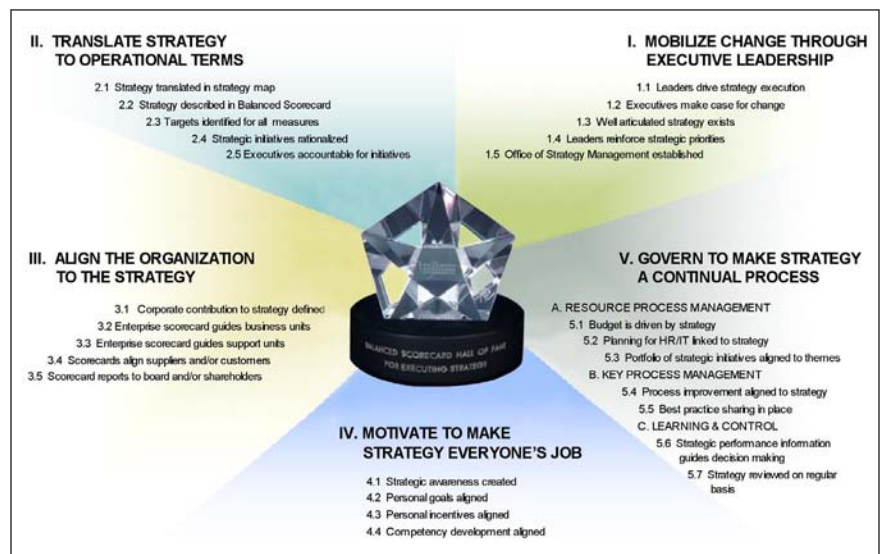 II. TRANSLATE STRATEGY
TO OPERATIONAL TERMS
2.1 Strategy translated in strategy map
2.2 Strategy described in Balanced Scorecard
2.3 Targets identified for all measures
2.4 Strategic initiatives rationalized
2.5 Executives accountable for initiatives
I. MOBILIZE CHANGE THROUGH
EXECUTIVE LEADERSHIP
1.1 Leaders drive strategy execution
1.2 Executives make case for change
1.3 Well articulated strategy exists
1.4 Leaders reinforce strategic priorities
1.5 Office of Strategy Management established
III. ALIGN THE ORGANIZATION
TO THE STRATEGY
3.1 Corporate contribution to strategy defined
3.2 Enterprise scorecard guides business units
3.3 Enterprise scorecard guides support units
3.4 Scorecards align suppliers and/or customers
3.5 Scorecard reports to board and/or shareholders
BALANCED SCORECARD HALL OF FAME
FOR EXECUTING STRATEGY
V. GOVERN TO MAKE STRATEGY
A CONTINUAL PROCESS
A. RESOURCE PROCESS MANAGEMENT
5.1 Budget is driven by strategy
5.2 Planning for HR/IT linked to strategy
5.3 Portfolio of strategic initiatives aligned to themes
B. KEY PROCESS MANAGEMENT
5.4 Process improvement aligned to strategy
5.5 Best practice sharing in place
C. LEARNING & CONTROL
5.6 Strategic performance information
guides decision making
5.7 Strategy reviewed on regular
basis
IV. MOTIVATE TO MAKE
STRATEGY EVERYONE'S JOB
4.1 Strategic awareness created
4.2 Personal goals aligned
4.3 Personal incentives aligned
4.4 Competency development aligned